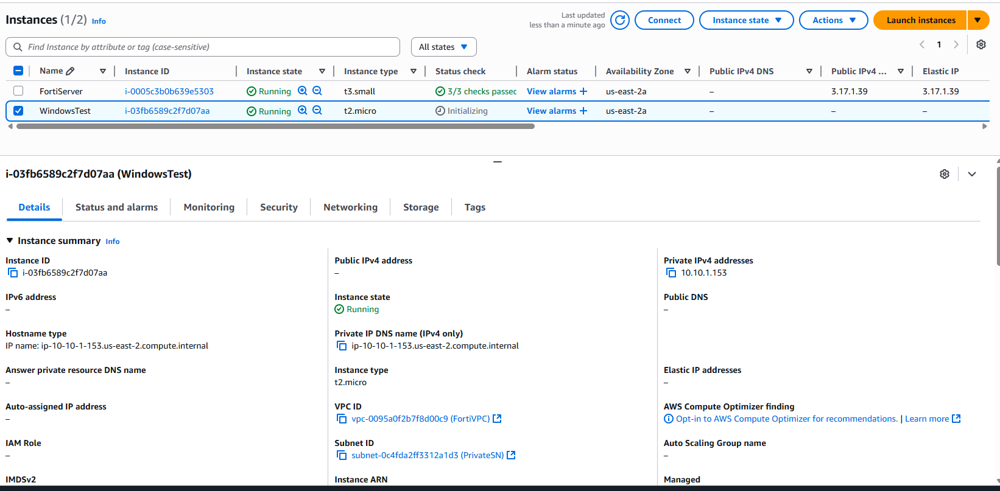 Instances (1/2) Info
Last updated
less than a minute ago
Connect
Instance state
Actions
Launch instances
Find Instance by attribute or tag (case-sensitive)
All states
1
Name Instance ID Instance state Instance type Status check Alarm status Availability Zone Public IPv4 DNS Public IPv4 ... Elastic IP
FortiServer i-0005c3b0b639e5303 Running t3.small 3/3 checks passec View alarms + us-east-2a – 3.17.1.39 3.17.1.39
WindowsTest i-03fb6589c2f7d07aa Running t2.micro Initializing View alarms + us-east-2a – – –
i-03fb6589c2f7d07aa (WindowsTest)
Details Status and alarms Monitoring Security Networking Storage Tags
Instance summary Info
Instance ID
i-03fb6589c2f7d07aa
Public IPv4 address
–
Private IPv4 addresses
10.10.1.153
IPv6 address
–
Instance state
Running
Public DNS
–
Hostname type
IP name: ip-10-10-1-153.us-east-2.compute.internal
Private IP DNS name (IPv4 only)
ip-10-10-1-153.us-east-2.compute.internal
Answer private resource DNS name
–
Instance type
t2.micro
Elastic IP addresses
–
Auto-assigned IP address
–
VPC ID
vpc-0095a0f2b7f8d00c9 (FortiVPC)
AWS Compute Optimizer finding
Opt-in to AWS Compute Optimizer for recommendations. | Learn more
IAM Role
–
Subnet ID
subnet-0c4fda2ff3312a1d3 (PrivateSN)
Auto Scaling Group name
–
IMDSv2
Instance ARN
Managed